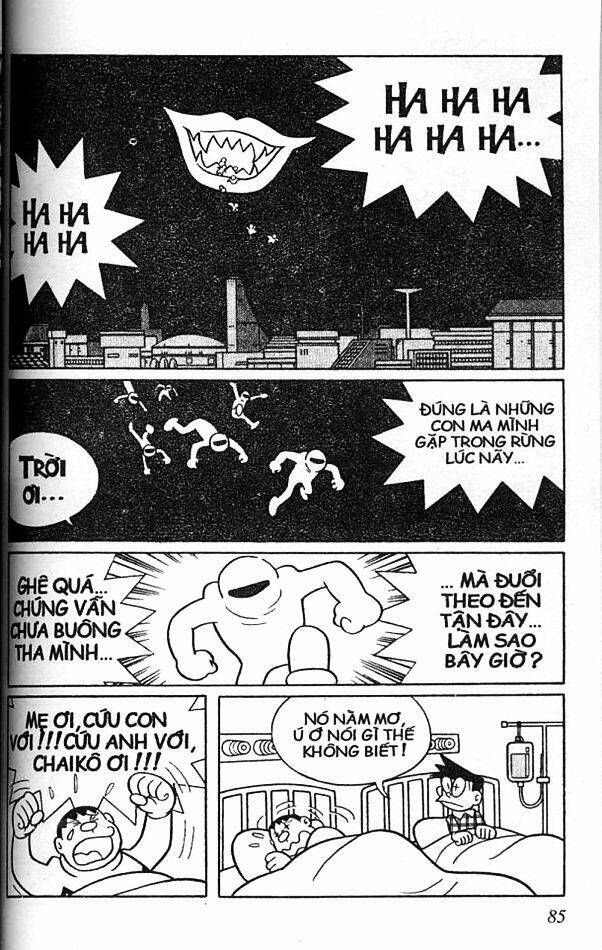 HA HA HA
HA HA HA...
HA HA
HA HA
ĐÚNG LÀ NHỮNG
CON MA MÌNH
GẶP TRONG RỪNG
LÚC NÃY...
TRỜI
ƠI...
GHÊ QUÁ...
CHÚNG VẪN
CHƯA BUÔNG
THA MÌNH...
... MÀ ĐUỔI
THEO ĐẾN
TẬN ĐÂY...
LÀM SAO
BÂY GIỜ?
MẸ ƠI, CỨU CON
VỚI!!! CỨU ANH VỚI,
CHAIKÔ ƠI!!!
NÓ NẰM MƠ,
Ú Ớ NÓI GÌ THẾ
KHÔNG BIẾT!
85